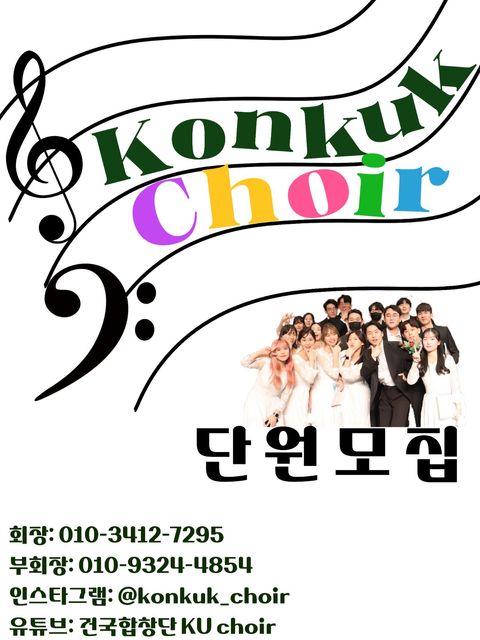 Konkuk
Choir
단원모집
회장: 010-3412-7295
부회장: 010-9324-4854
인스타그램: @konkuk_choir
유튜브: 건국합창단 KU choir